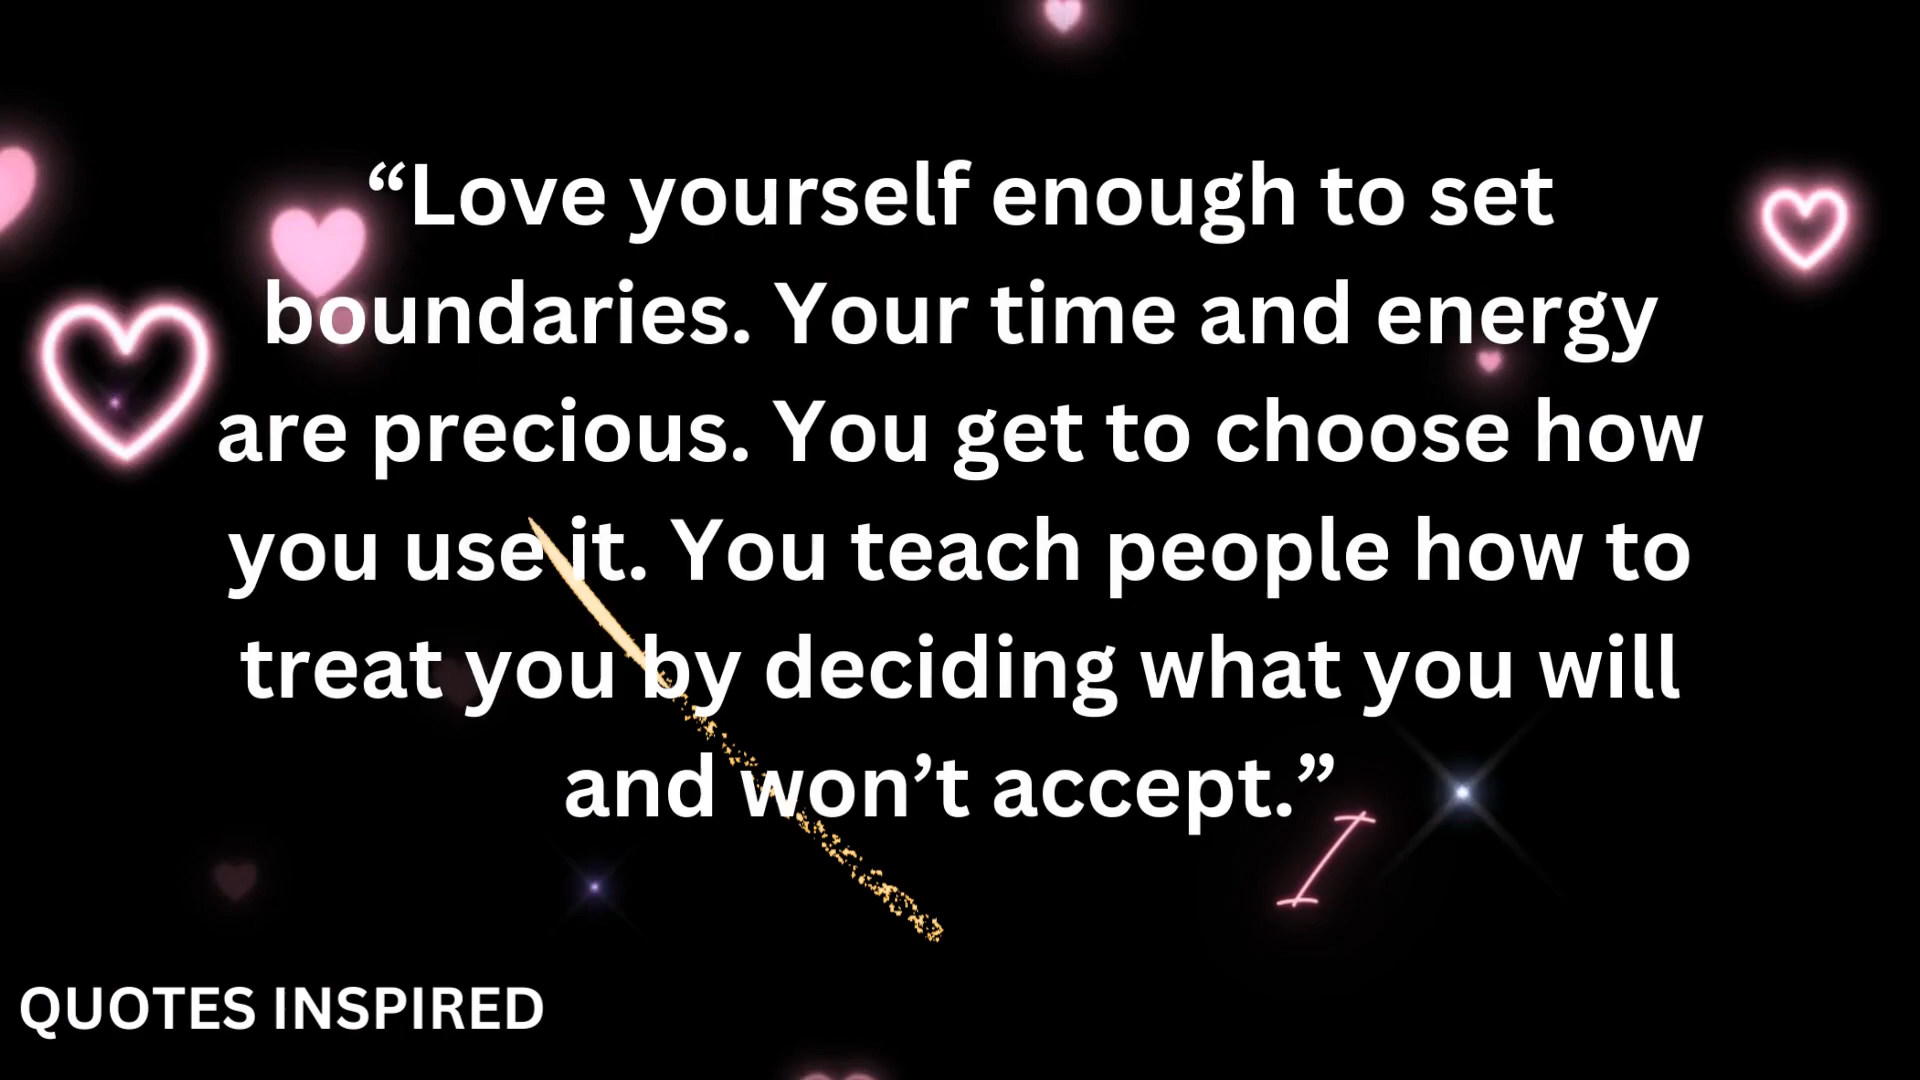 “Love yourself enough to set
boundaries. Your time and energy
are precious. You get to choose how
you use it. You teach people how to
treat you by deciding what you will
and won’t accept.”
I
QUOTES INSPIRED